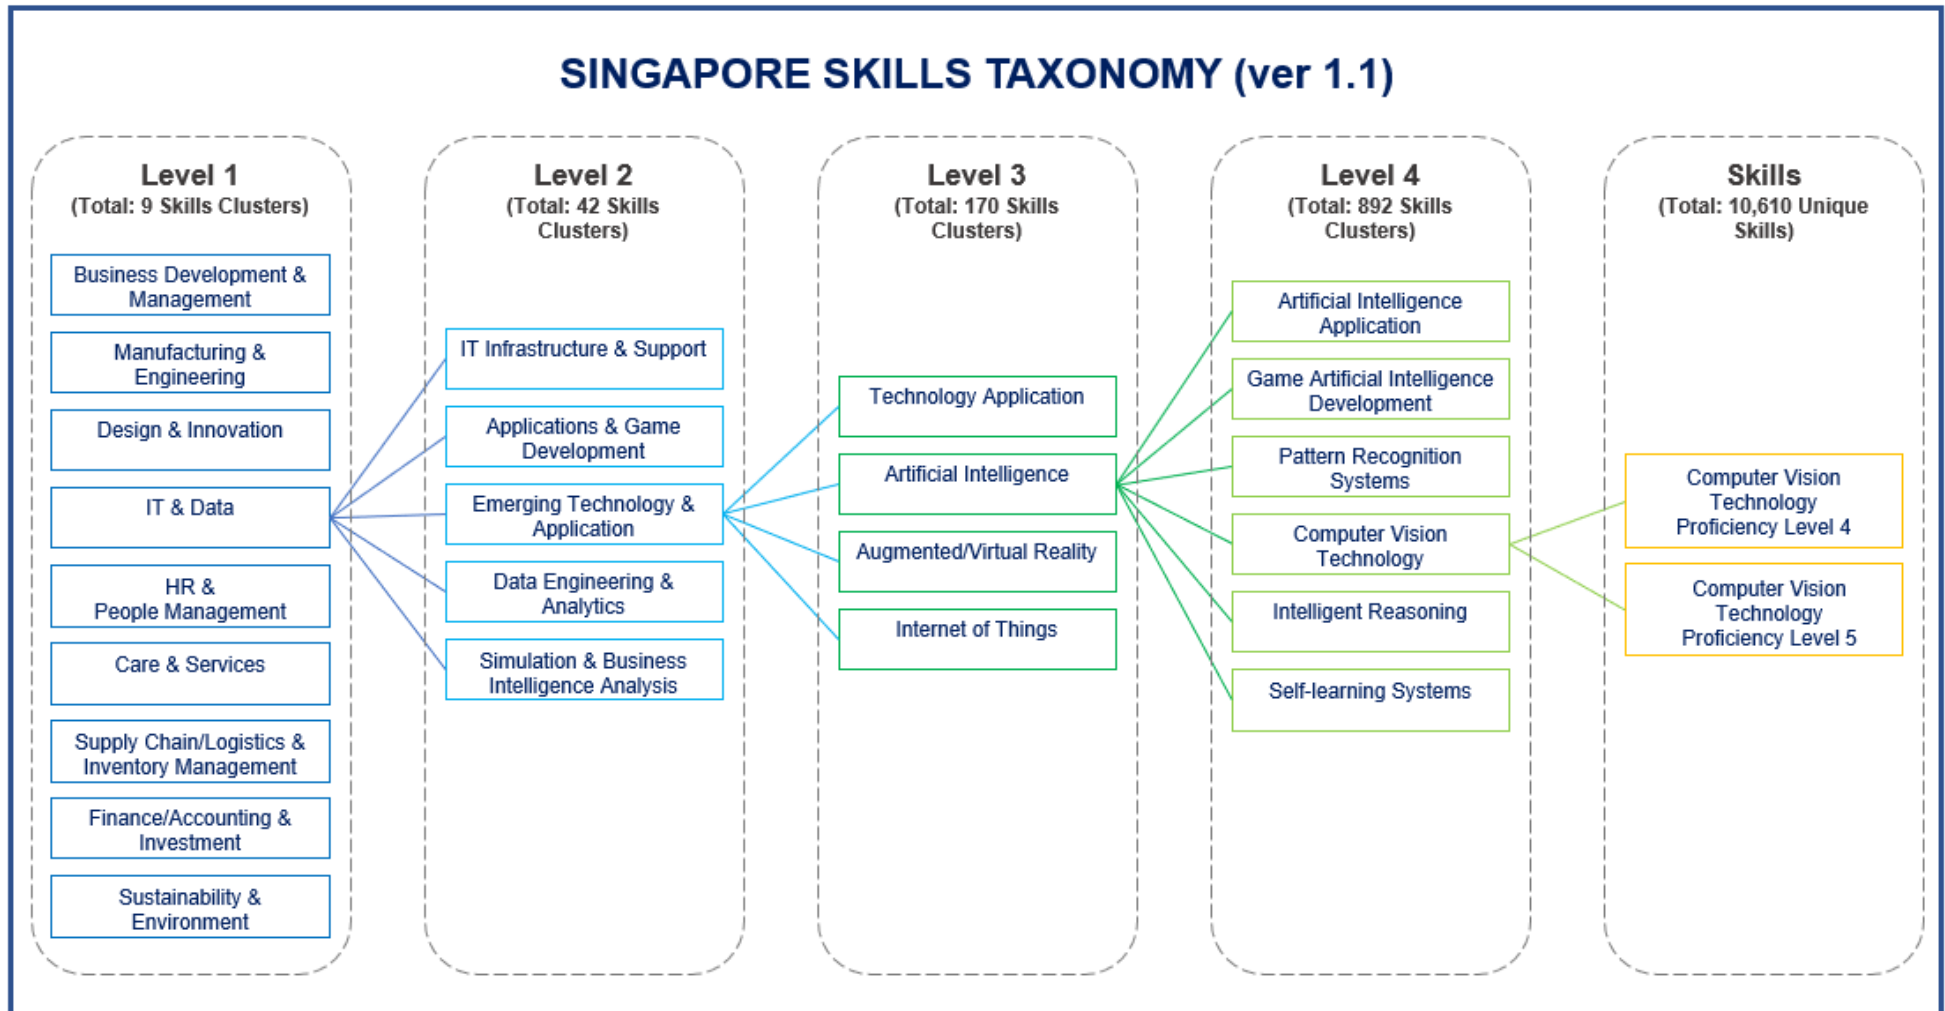 SINGAPORE SKILLS TAXONOMY (ver 1.1)
Level 1
(Total: 9 Skills Clusters)
Business Development &
Management
Manufacturing &
Engineering
Design & Innovation
IT & Data
HR &
People Management
Care & Services
Supply Chain/Logistics &
Inventory Management
Finance/Accounting &
Investment
Sustainability &
Environment
Level 2
(Total: 42 Skills
Clusters)
IT Infrastructure & Support
Applications & Game
Development
Emerging Technology &
Application
Data Engineering &
Analytics
Simulation & Business
Intelligence Analysis
Level 3
(Total: 170 Skills
Clusters)
Technology Application
Artificial Intelligence
Augmented/Virtual Reality
Internet of Things
Level 4
(Total: 892 Skills
Clusters)
Artificial Intelligence
Application
Game Artificial Intelligence
Development
Pattern Recognition
Systems
Computer Vision
Technology
Intelligent Reasoning
Self-learning Systems
Skills
(Total: 10,610 Unique
Skills)
Computer Vision
Technology
Proficiency Level 4
Computer Vision
Technology
Proficiency Level 5